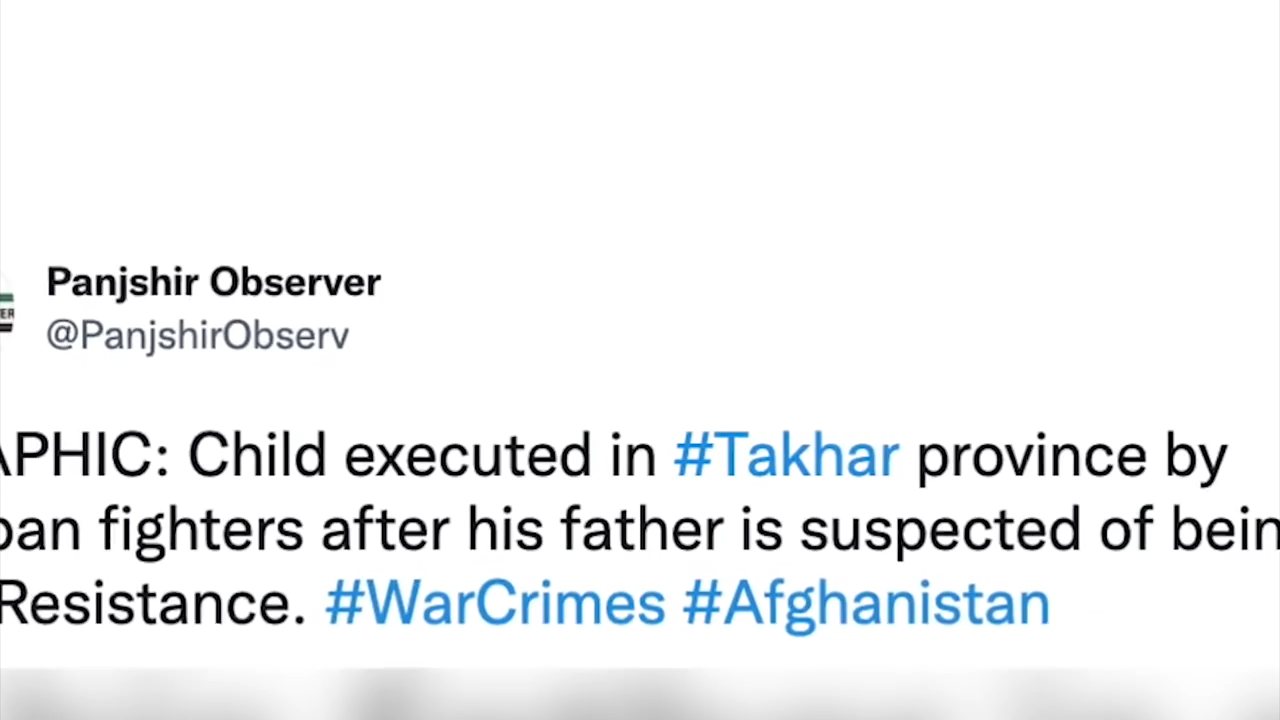 Panjshir Observer
@PanjshirObserv
APHIC: Child executed in #Takhar province by
ban fighters after his father is suspected of bein
Resistance. #WarCrimes #Afghanistan